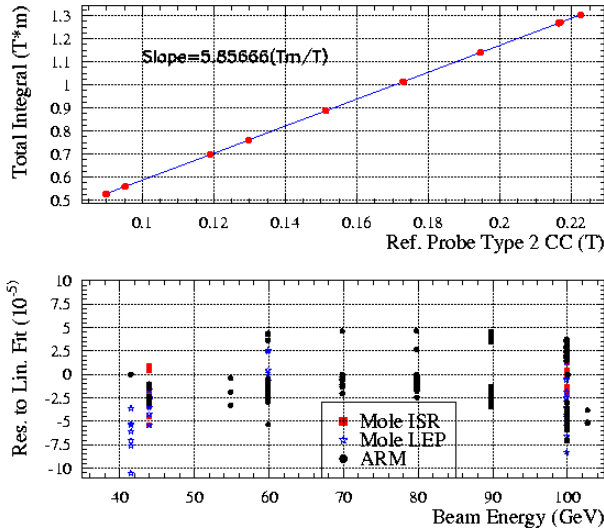 Total Integral (T*m)
1.3
1.2
1.1
1
0.9
0.8
0.7
0.6
0.5
Slope=5.85666(Tm/T)
0.1 0.12 0.14 0.16 0.18 0.2 0.22
Ref. Probe Type 2 CC (T)
Res. to Lin. Fit (10^-5)
10
7.5
5
2.5
0
-2.5
-5
-7.5
-10
Mole ISR
Mole LEP
ARM
40 50 60 70 80 90 100
Beam Energy (GeV)